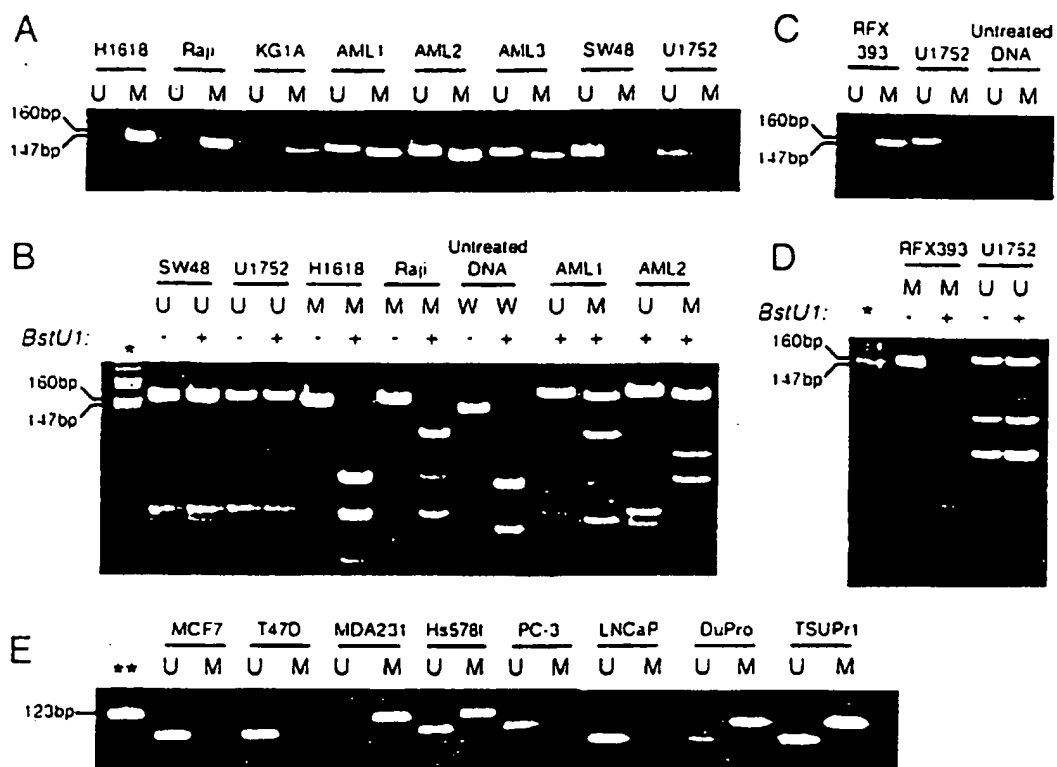 A
H1618 Raji KG1A AML1 AML2 AML3 SW48 U1752
U M U M U M U M U M U M U M U M
160bp
147bp
C
RFX
393 U1752 Untreated
DNA
U M U M U M
160bp
147bp
B
SW48 U1752 H1618 Raji Untreated
DNA AML1 AML2
U U U U M M M M W W U M U M
BstU1: - + - + - + - + - + + + + +
*
160bp
147bp
D
RFX393 U1752
M M U U
BstU1: * - + - +
160bp
147bp
E
MCF7 T47D MDA231 Hs578t PC-3 LNCaP DuPro TSUPr1
** U M U M U M U M U M U M U M U M
123bp